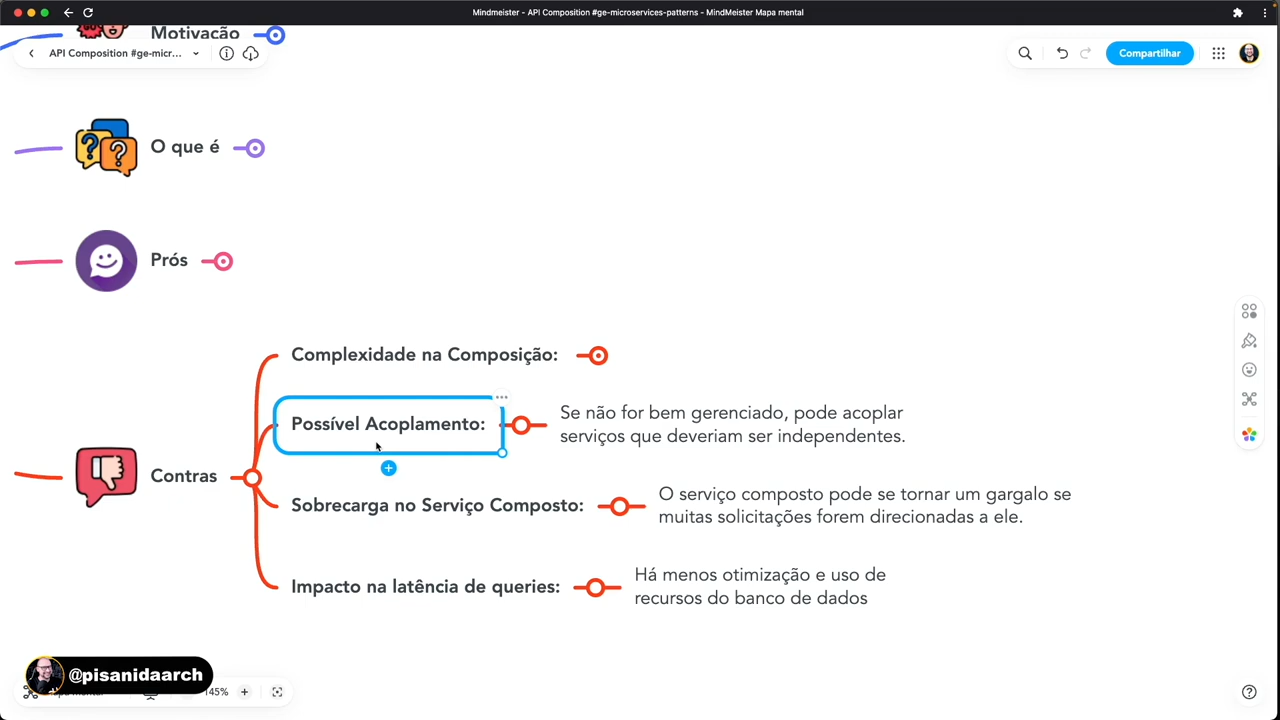 Mindmeister - API Composition #ge-microservices-patterns - MindMeister Mapa mental
Motivação
API Composition #ge-micr...
Compartilhar
O que é
Prós
Complexidade na Composição:
Possível Acoplamento:
Se não for bem gerenciado, pode acoplar
serviços que deveriam ser independentes.
Contras
Sobrecarga no Serviço Composto:
O serviço composto pode se tornar um gargalo se
muitas solicitações forem direcionadas a ele.
Impacto na latência de queries:
Há menos otimização e uso de
recursos do banco de dados
@pisanidaarch
145%